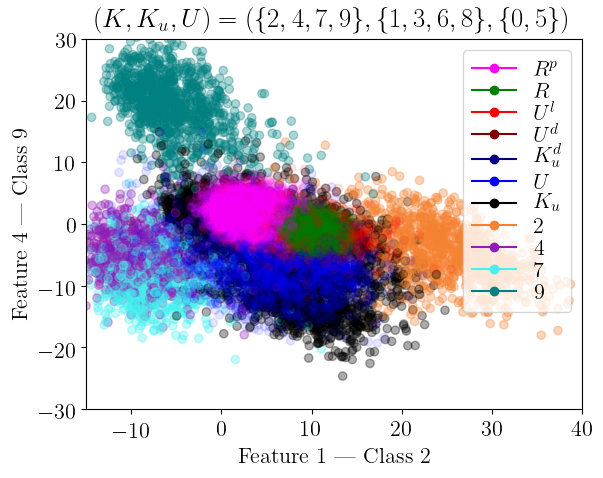 (K, K_u, U) = ({2, 4, 7, 9}, {1, 3, 6, 8}, {0, 5})
30
20
10
0
−10
−20
−30
Feature 4 — Class 9
R^p
R
U^l
U^d
K_u^d
U
K_u
2
4
7
9
−10
0
10
20
30
40
Feature 1 — Class 2